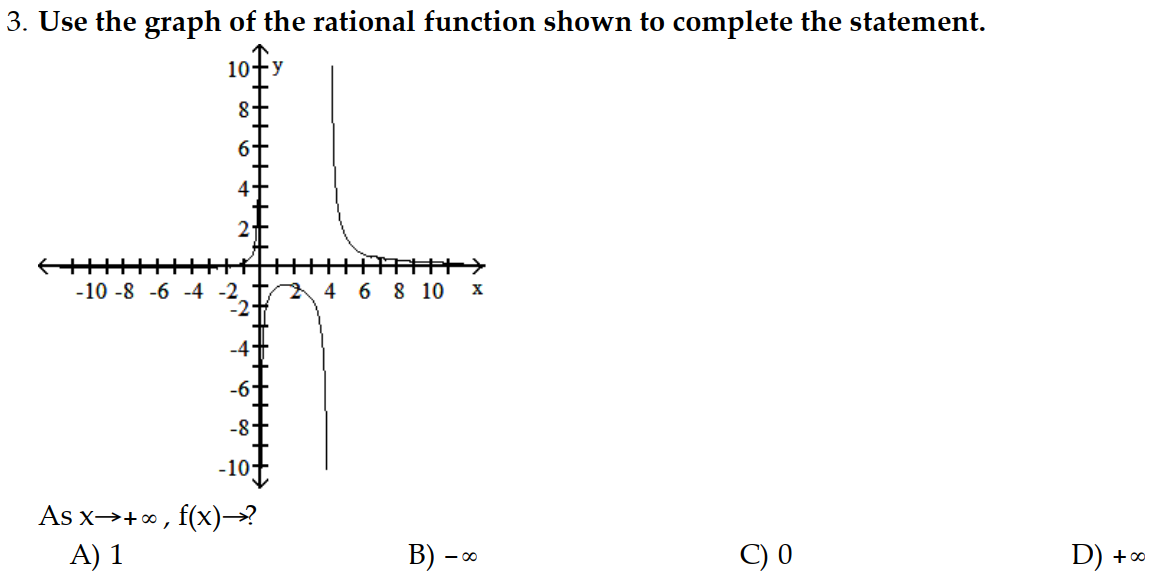 3. Use the graph of the rational function shown to complete the statement.
10 y
8
6
4
2
-10 -8 -6 -4 -2 2 4 6 8 10 x
-2
-4
-6
-8
-10
As x→+∞, f(x)→?
A) 1 B) -∞ C) 0 D) +∞